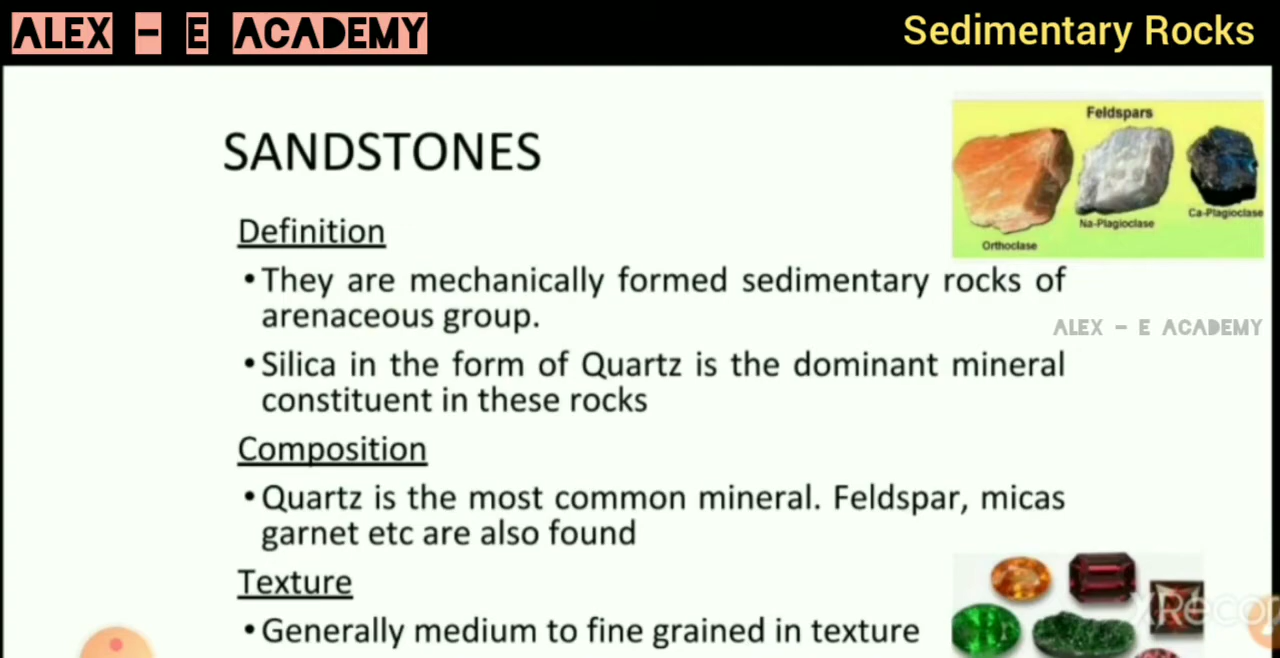 ALEX - E ACADEMY
Sedimentary Rocks
SANDSTONES
Feldspars
Orthoclase
Na-Plagioclase
Ca-Plagioclase
Definition
•They are mechanically formed sedimentary rocks of
arenaceous group.
ALEX - E ACADEMY
•Silica in the form of Quartz is the dominant mineral
constituent in these rocks
Composition
•Quartz is the most common mineral. Feldspar, micas
garnet etc are also found
Texture
•Generally medium to fine grained in texture